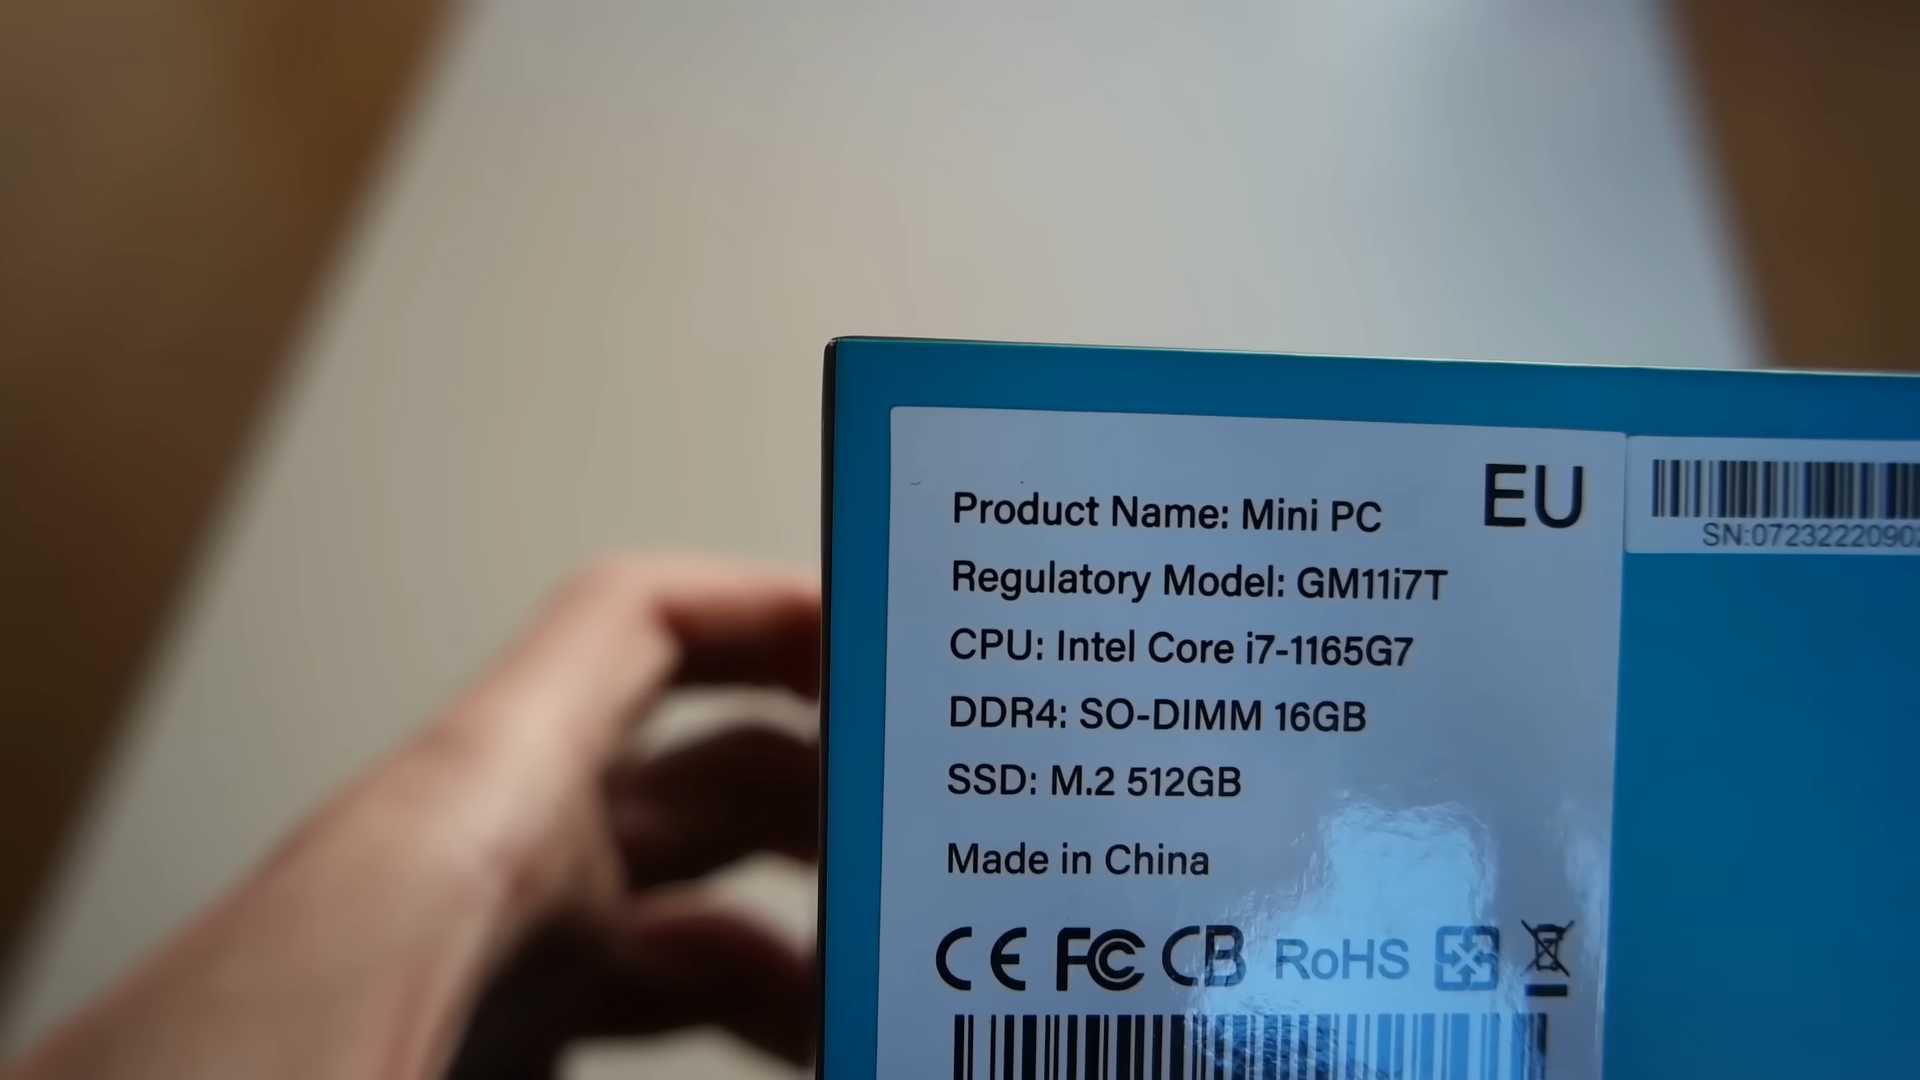 Product Name: Mini PC
EU
Regulatory Model: GM11i7T
CPU: Intel Core i7-1165G7
DDR4: SO-DIMM 16GB
SSD: M.2 512GB
Made in China
CE FC CB RoHS
SN:072322209